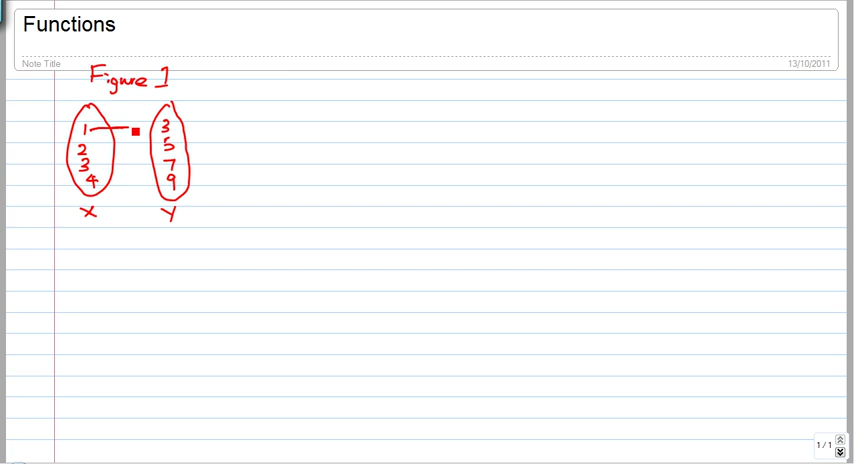 Functions
Note Title
13/10/2011
Figure 1
1 3
2 5
3 7
4 9
X Y
1 / 1